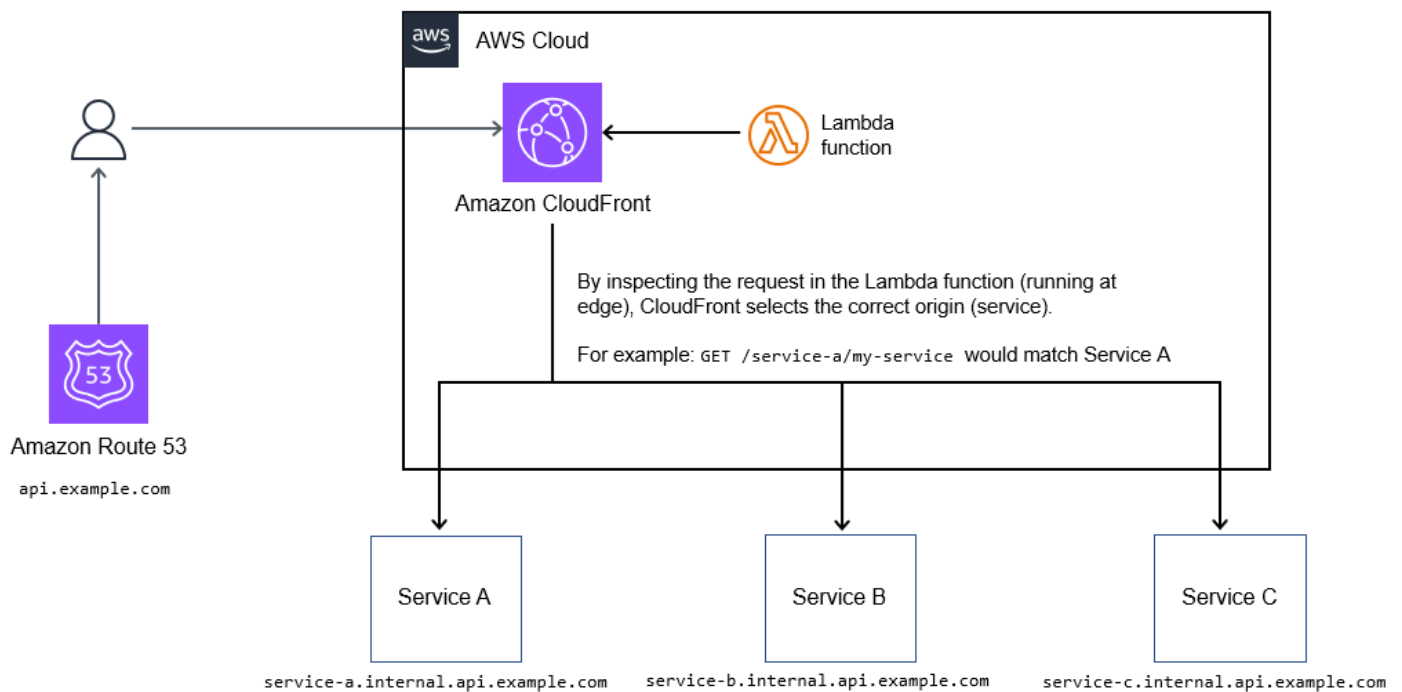 aws
AWS Cloud
Lambda
function
Amazon CloudFront
By inspecting the request in the Lambda function (running at
edge), CloudFront selects the correct origin (service).
For example: GET /service-a/my-service would match Service A
53
Amazon Route 53
api.example.com
Service A
Service B
Service C
service-a.internal.api.example.com
service-b.internal.api.example.com
service-c.internal.api.example.com